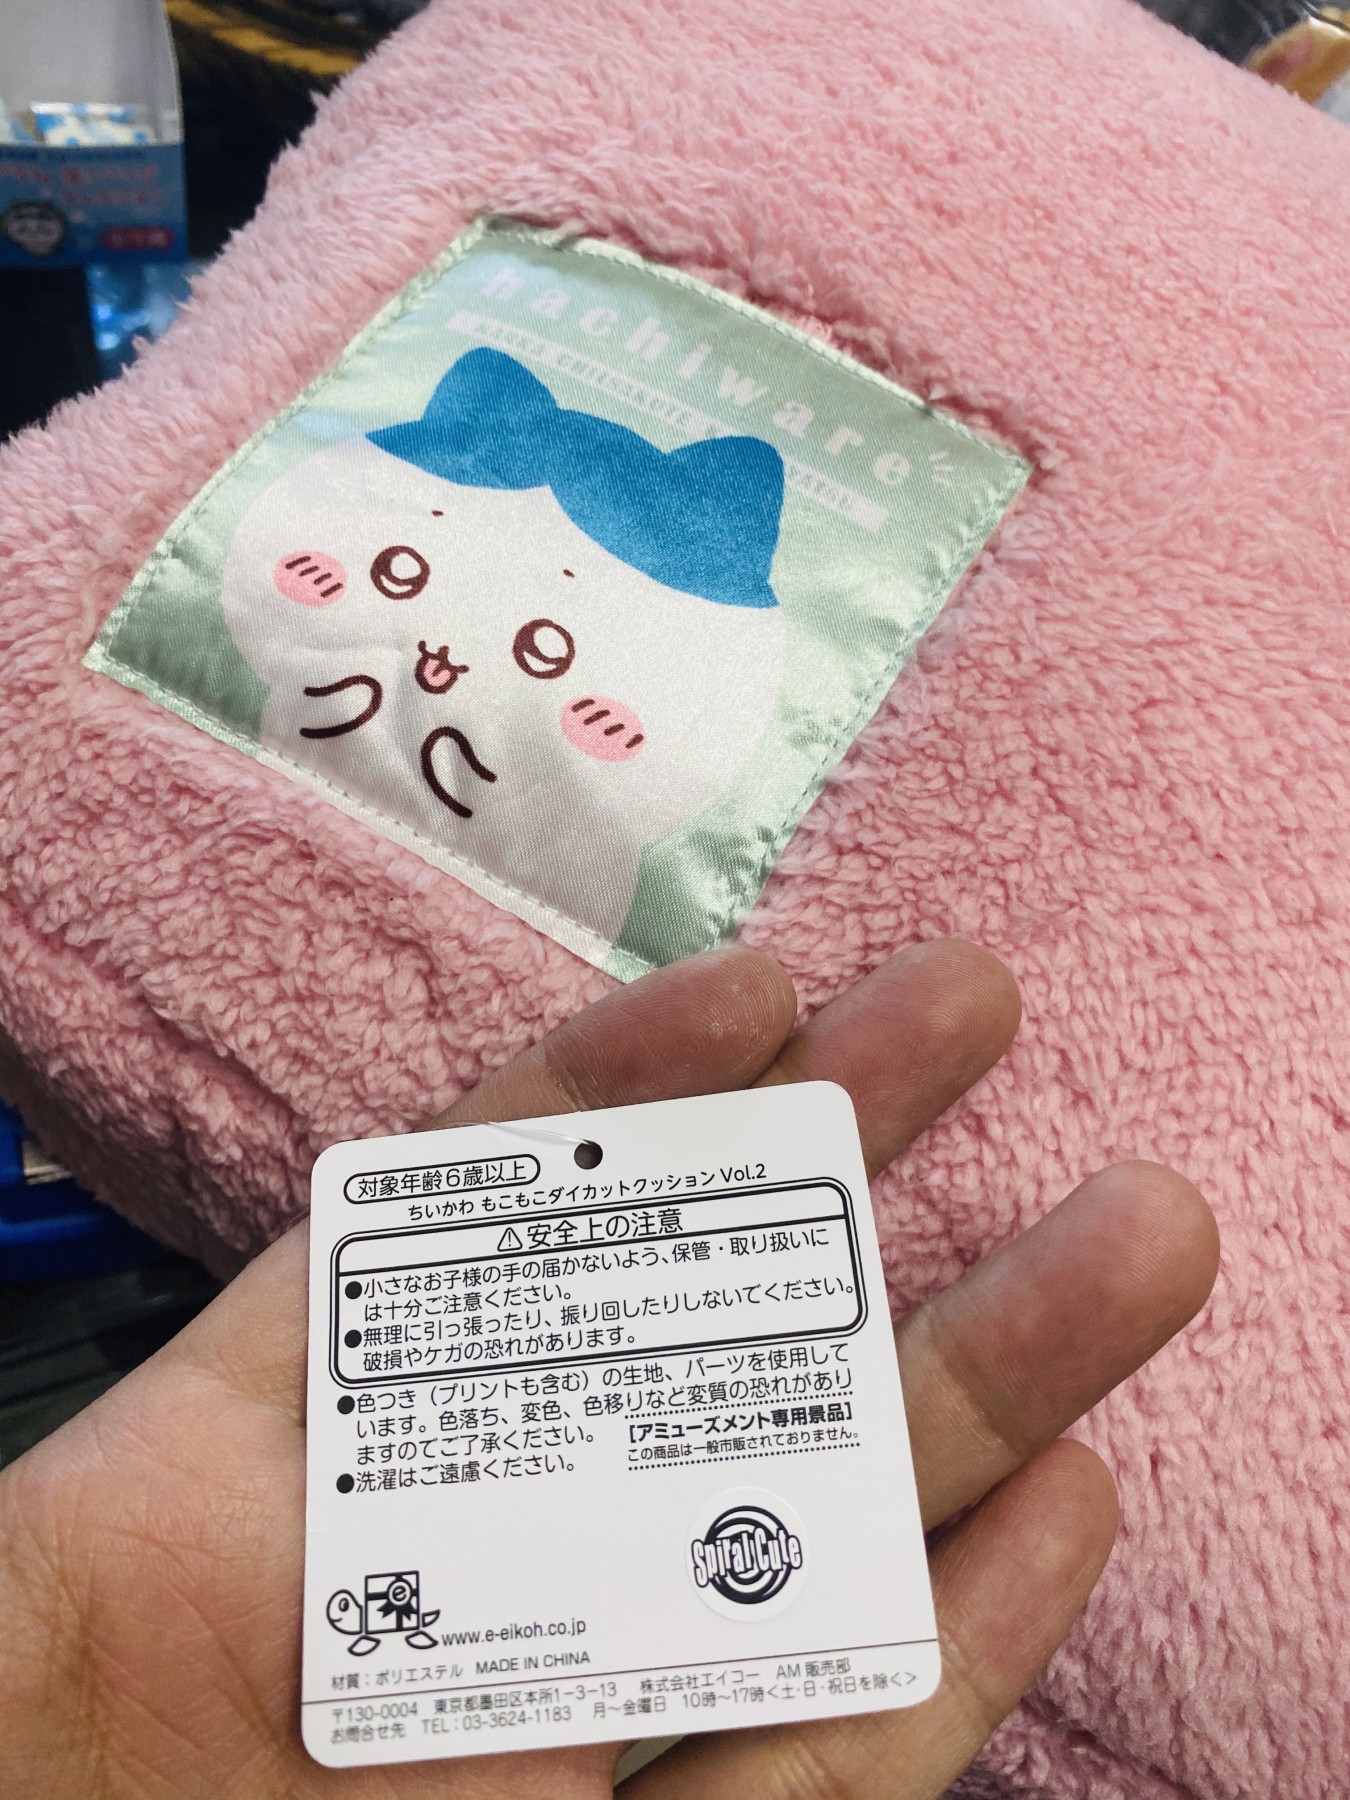 hachiware
NANKA CHIISAKUTE
対象年齢6歳以上
ちいかわ もこもこダイカットクッション Vol.2
⚠安全上の注意
●小さなお子様の手の届かないよう、保管・取り扱いに
は十分ご注意ください。
●無理に引っ張ったり、振り回したりしないでください。
破損やケガの恐れがあります。
●色つき（プリントも含む）の生地、パーツを使用して
います。色落ち、変色、色移りなど変質の恐れがあり
ますのでご了承ください。
●洗濯はご遠慮ください。
[アミューズメント専用景品]
この商品は一般市販されておりません。
Spiral Cute
e
www.e-eikoh.co.jp
材質：ポリエステル MADE IN CHINA
株式会社エイコー AM 販売部
〒130-0004 東京都墨田区本所1-3-13
お問合せ先 TEL：03-3624-1183 月～金曜日 10時～17時<土・日・祝日を除く>